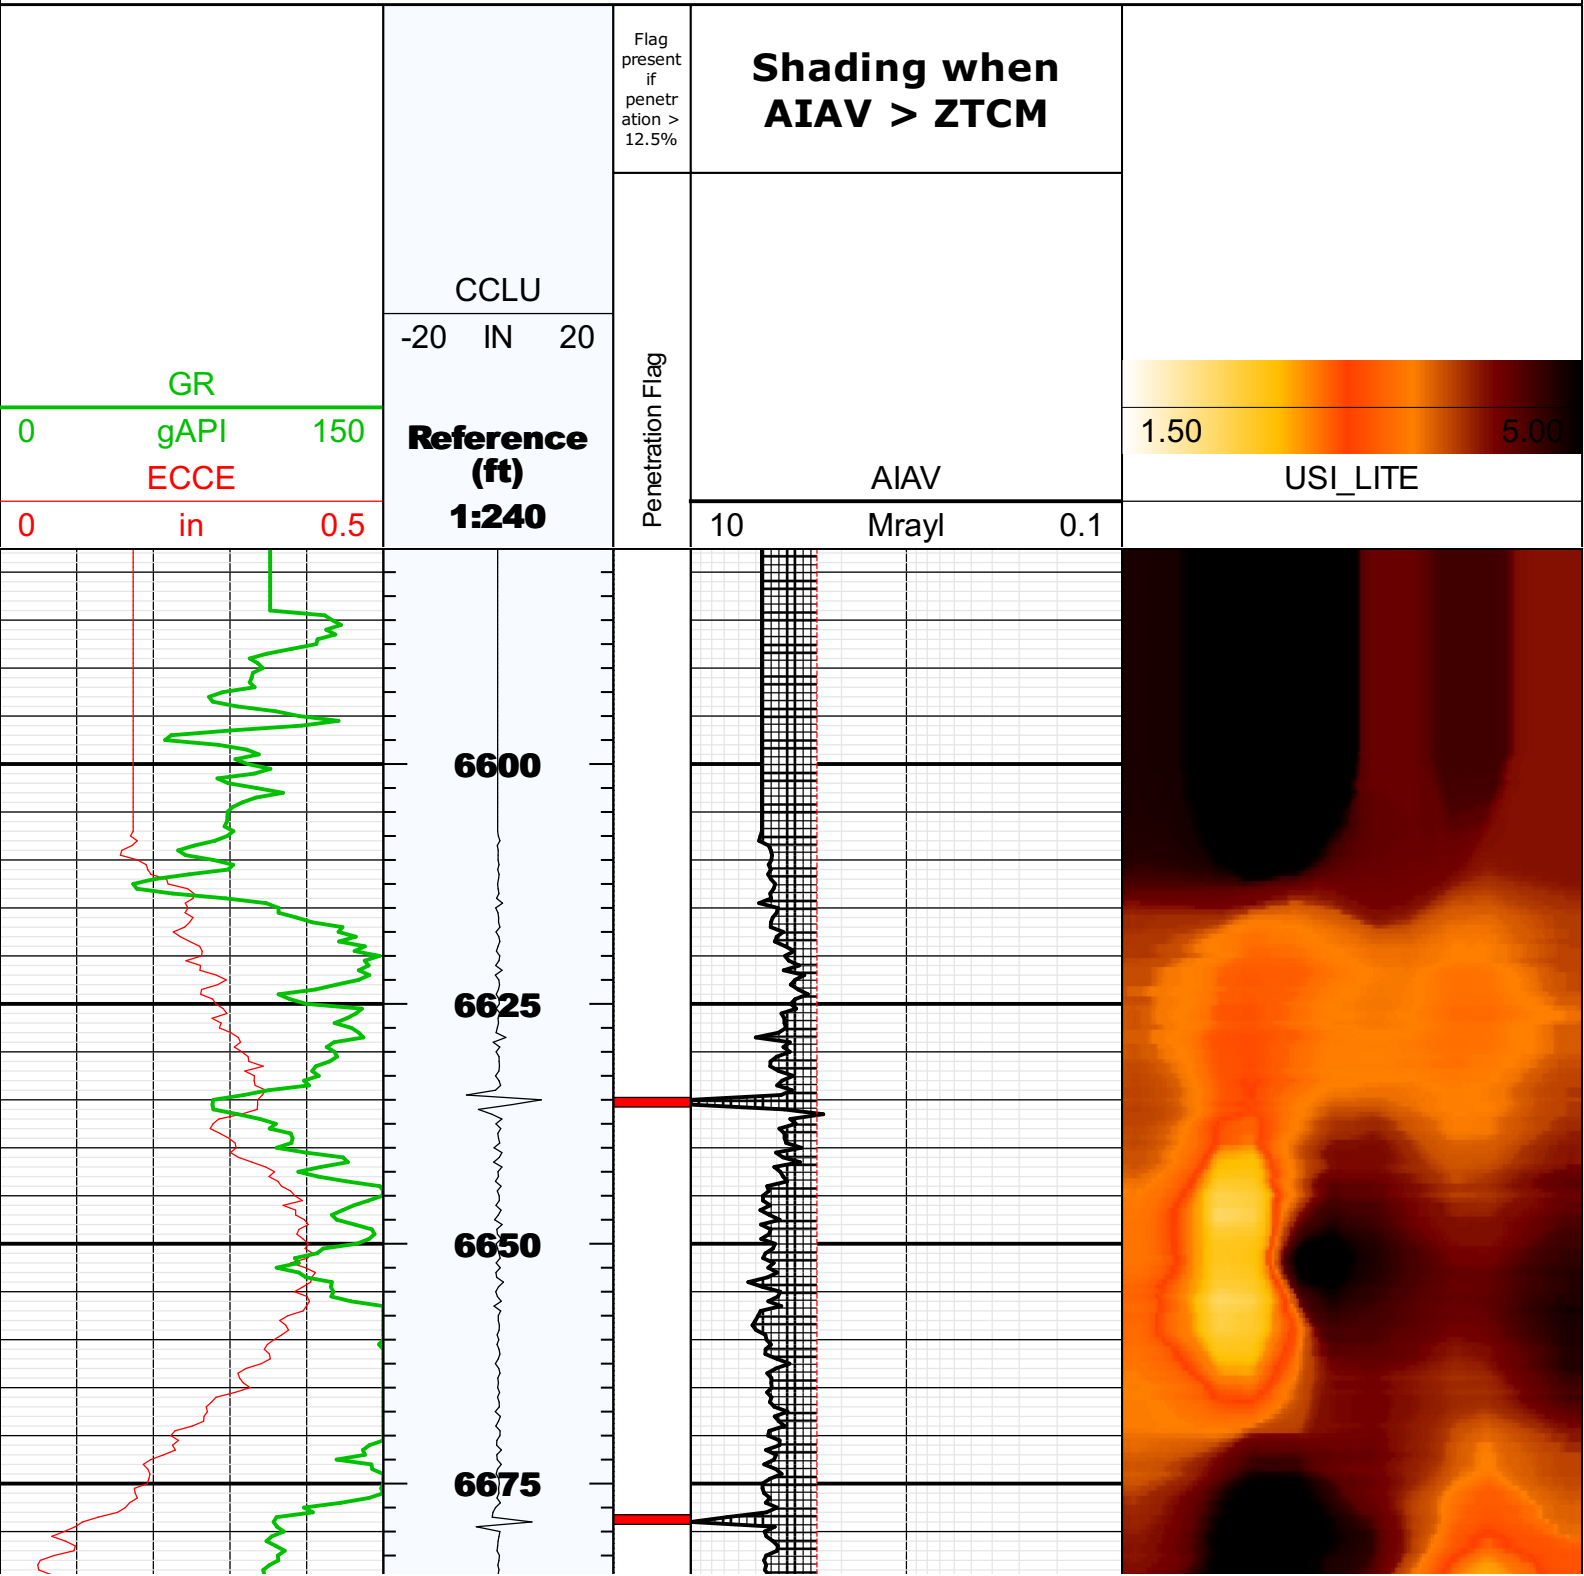 Flag
present
if
penetr
ation >
12.5%
Shading when
AIAV > ZTCM
CCLU
-20 IN 20
GR
0 gAPI 150
ECCE
0 in 0.5
Reference
(ft)
1:240
Penetration Flag
AIAV
10 Mrayl 0.1
1.50 5.00
USI_LITE
6600
6625
6650
6675